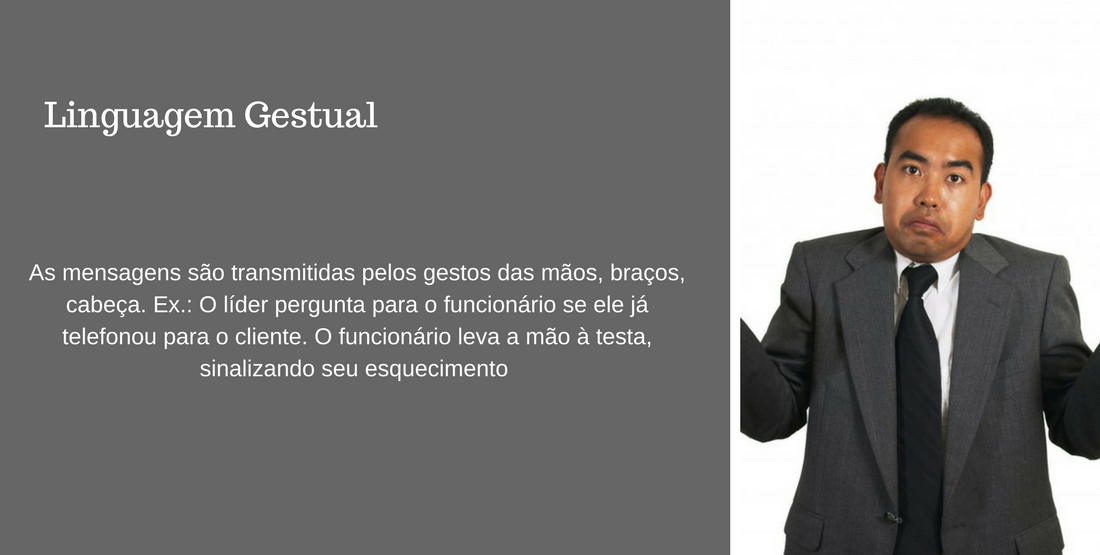 Linguagem Gestual
As mensagens são transmitidas pelos gestos das mãos, braços,
cabeça. Ex.: O líder pergunta para o funcionário se ele já
telefonou para o cliente. O funcionário leva a mão à testa,
sinalizando seu esquecimento